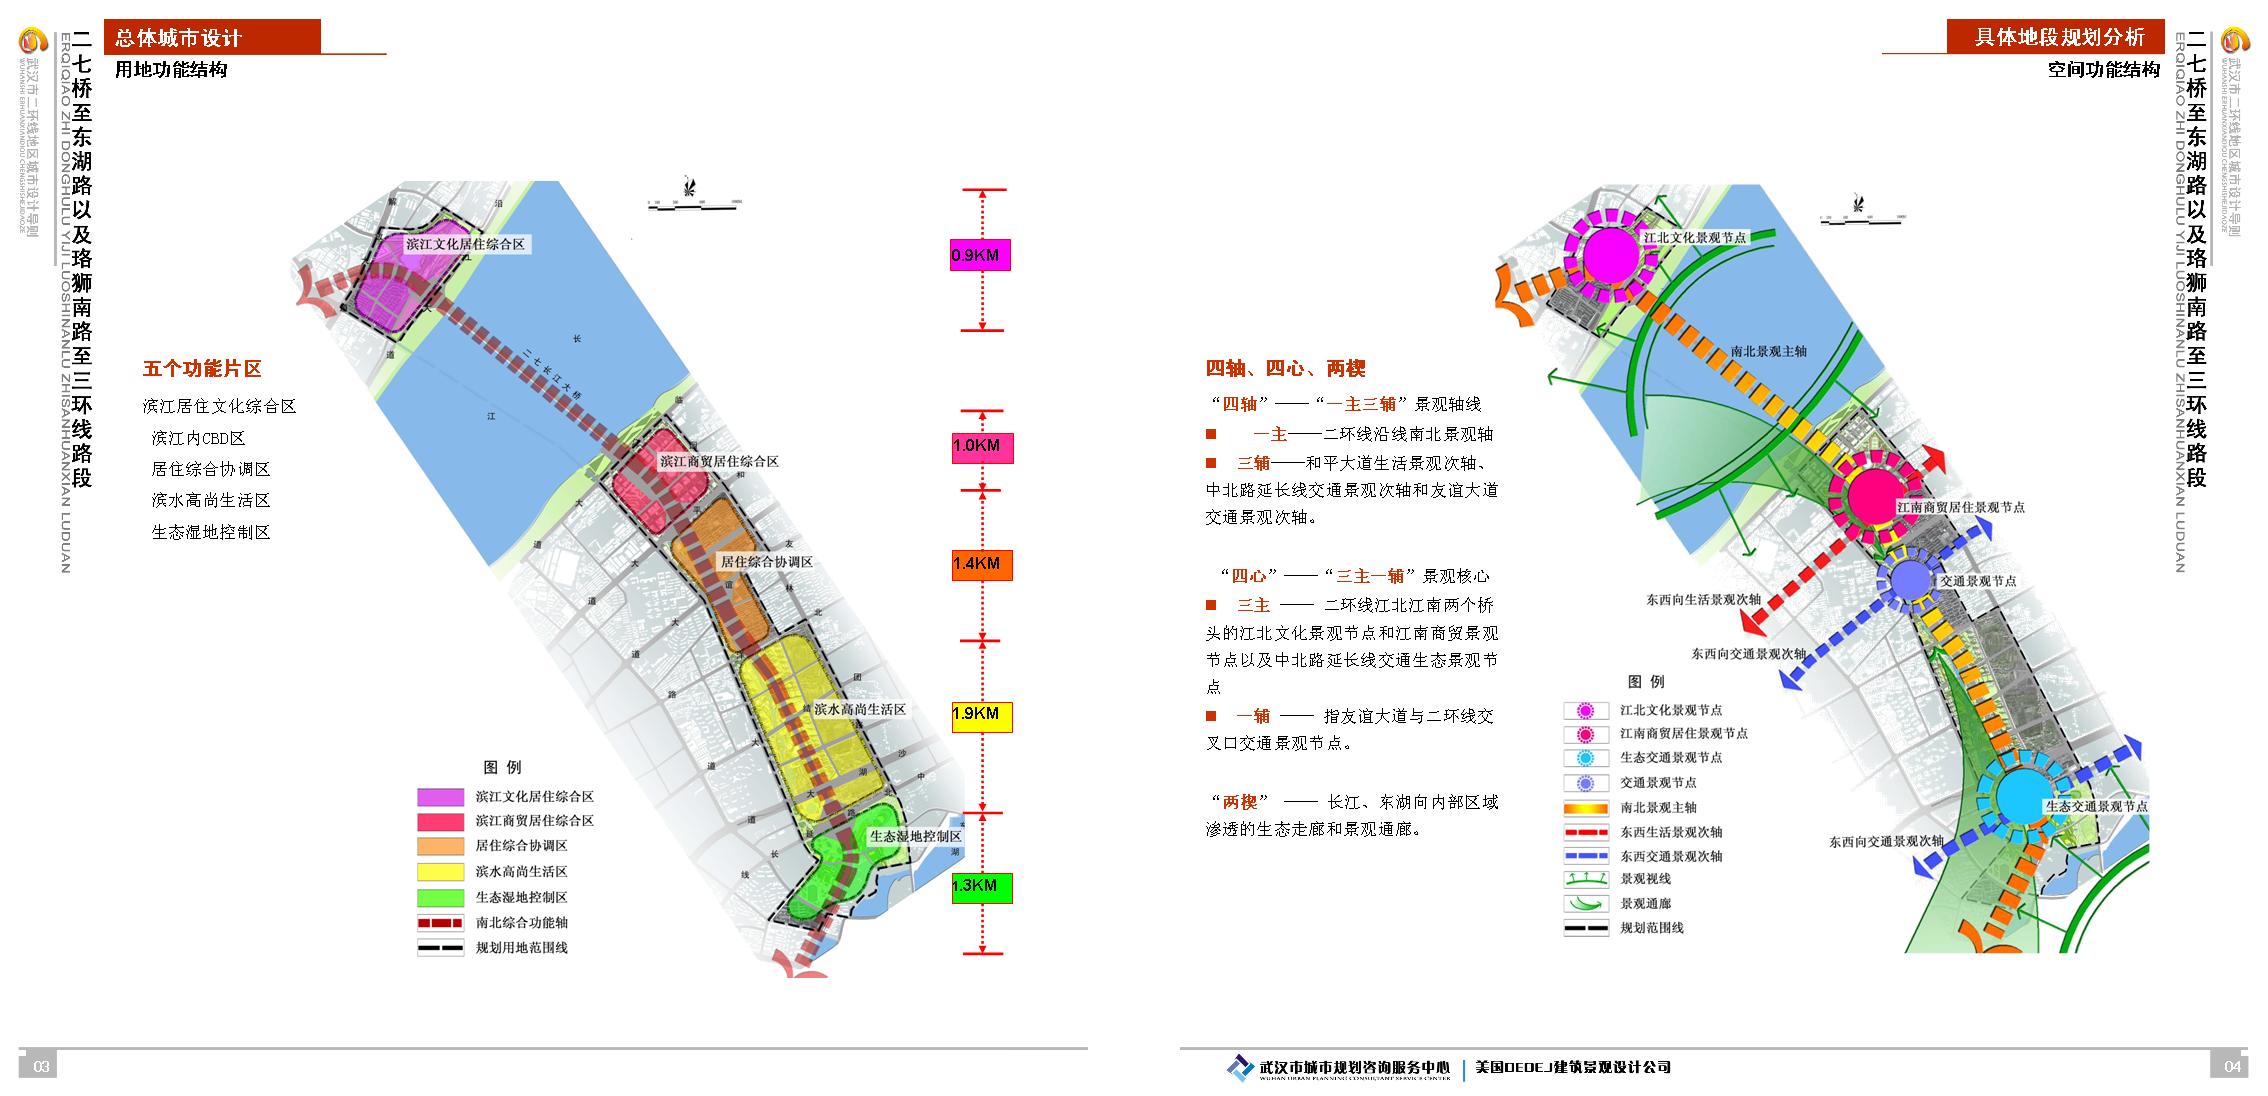 总体城市设计
用地功能结构
二七桥至东湖路以及珞狮南路至三环线路段
ERQIQIAO ZHI DONGHULU YIJI LUOSHINANLU ZHISANHUANXIAN LUDUAN
武汉市二环线地区城市设计导则
五个功能片区
滨江居住文化综合区
滨江内CBD区
居住综合协调区
滨水高尚生活区
生态湿地控制区
滨江文化居住综合区
二七长江大桥
长
江
滨江商贸居住综合区
居住综合协调区
滨水高尚生活区
生态湿地控制区
0.9KM
1.0KM
1.4KM
1.9KM
1.3KM
图 例
滨江文化居住综合区
滨江商贸居住综合区
居住综合协调区
滨水高尚生活区
生态湿地控制区
南北综合功能轴
规划用地范围线
03
具体地段规划分析
空间功能结构
二七桥至东湖路以及珞狮南路至三环线路段
ERQIQIAO ZHI DONGHULU YIJI LUOSHINANLU ZHISANHUANXIAN LUDUAN
武汉市二环线地区城市设计导则
四轴、四心、两楔
“四轴”——“一主三辅”景观轴线
■ 一主——二环线沿线南北景观轴
■ 三辅——和平大道生活景观次轴、
中北路延长线交通景观次轴和友谊大道
交通景观次轴。
“四心”——“三主一辅”景观核心
■ 三主 —— 二环线江北江南两个桥
头的江北文化景观节点和江南商贸景观
节点以及中北路延长线交通生态景观节
点
■ 一辅 —— 指友谊大道与二环线交
叉口交通景观节点。
“两楔” —— 长江、东湖向内部区域
渗透的生态走廊和景观通廊。
江北文化景观节点
南北景观主轴
江南商贸居住景观节点
交通景观节点
东西向生活景观次轴
东西向交通景观次轴
生态交通景观节点
东西向交通景观次轴
图 例
江北文化景观节点
江南商贸居住景观节点
生态交通景观节点
交通景观节点
南北景观主轴
东西生活景观次轴
东西交通景观次轴
景观视线
景观通廊
规划范围线
武汉市城市规划咨询服务中心
WUHAN URBAN PLANNING CONSULTANT SERVICE CENTER
美国DEDEJ建筑景观设计公司
04